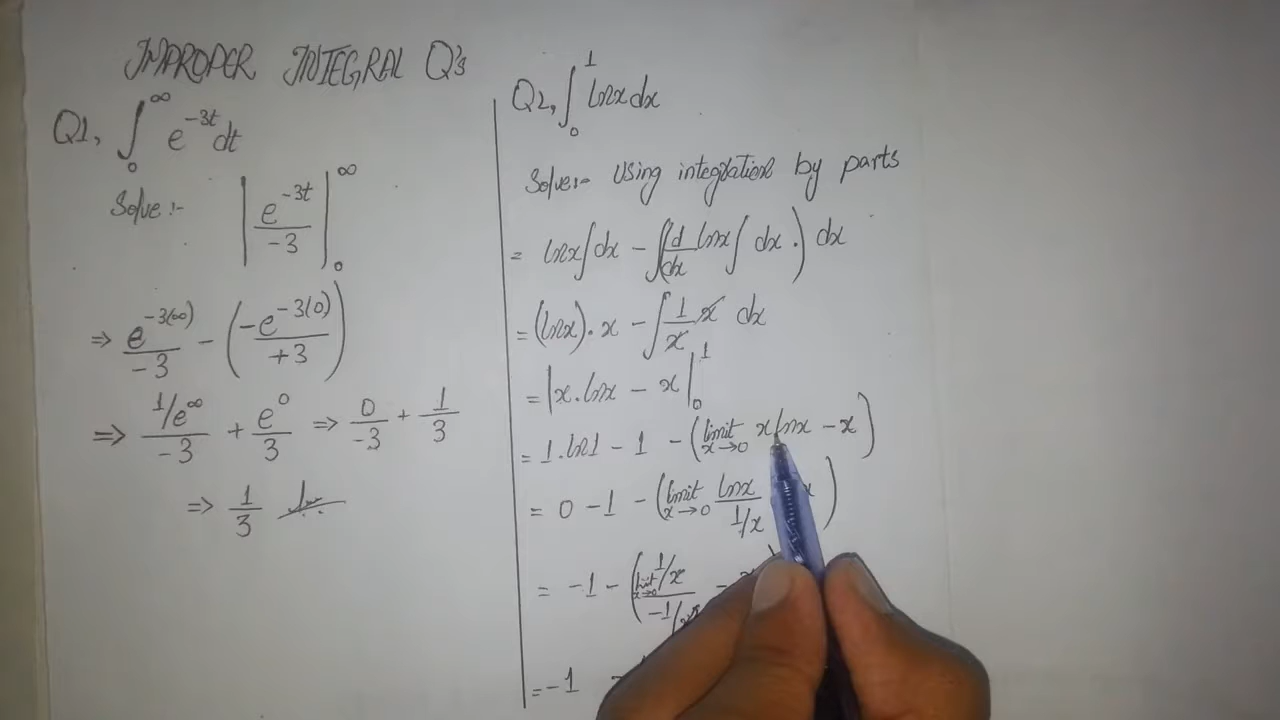 IMPROPER INTEGRAL Q's
Q1, ∫₀^∞ e^{-3t} dt
Solve:- | e^{-3t} / -3 |₀^∞
⇒ e^{-3(∞)} / -3 - ( -e^{-3(0)} / +3 )
⇒ 1/e^∞ / -3 + e^0 / 3 ⇒ 0 / -3 + 1 / 3
⇒ 1 / 3
Q2, ∫₀^1 lnx dx
Solve:- Using integration by parts
= lnx ∫ dx - ∫ ( d/dx lnx ∫ dx . ) dx
= (lnx) . x - ∫ 1/x x dx
= | x . lnx - x |₀^1
= 1 . ln1 - 1 - ( limit x→0 x lnx - x )
= 0 - 1 - ( limit x→0 lnx / 1/x x )
= -1 - ( limit x→0 1/x / -1/x² -
= -1 -